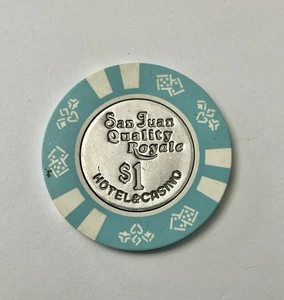 San Juan
Quality
Royale
$1
HOTEL & CASINO